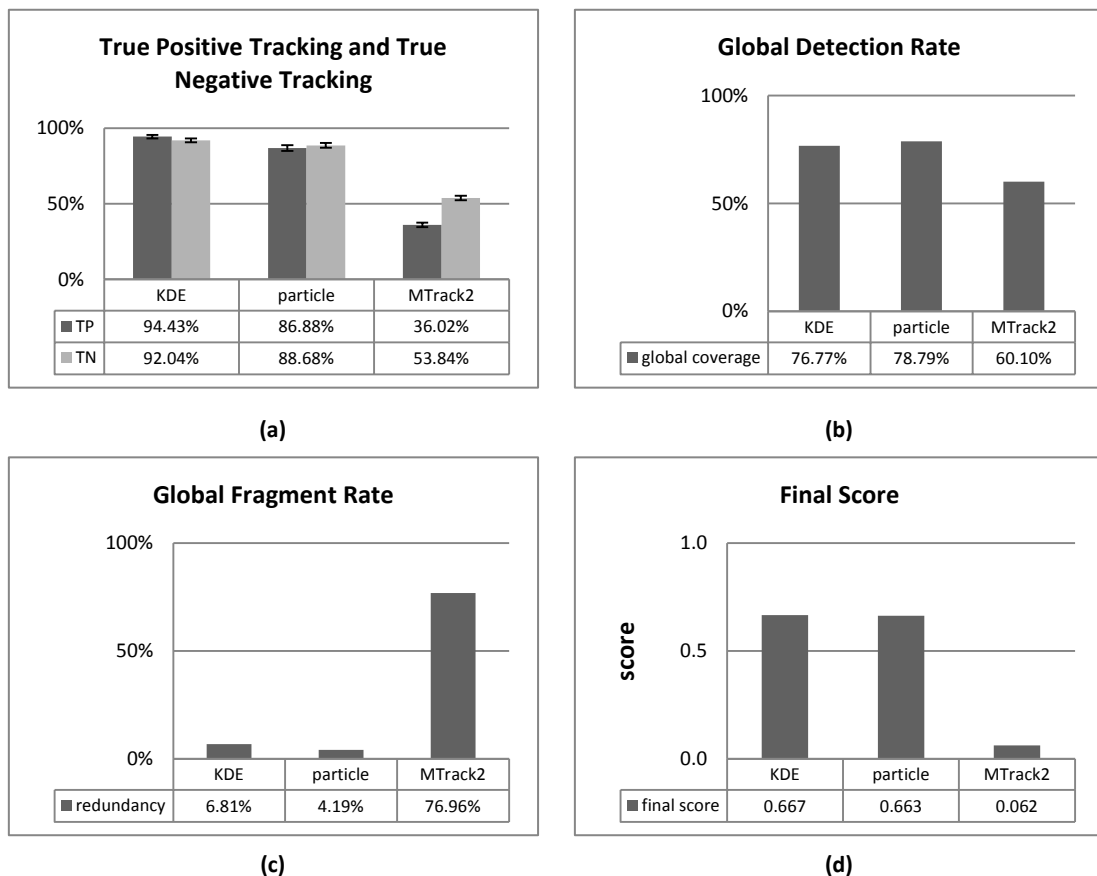 True Positive Tracking and True
Negative Tracking
100%
50%
0%
KDE particle MTrack2
TP 94.43% 86.88% 36.02%
TN 92.04% 88.68% 53.84%
(a)
Global Detection Rate
100%
50%
0%
KDE particle MTrack2
global coverage 76.77% 78.79% 60.10%
(b)
Global Fragment Rate
100%
50%
0%
KDE particle MTrack2
redundancy 6.81% 4.19% 76.96%
(c)
Final Score
score
1.0
0.5
0.0
KDE particle MTrack2
final score 0.667 0.663 0.062
(d)